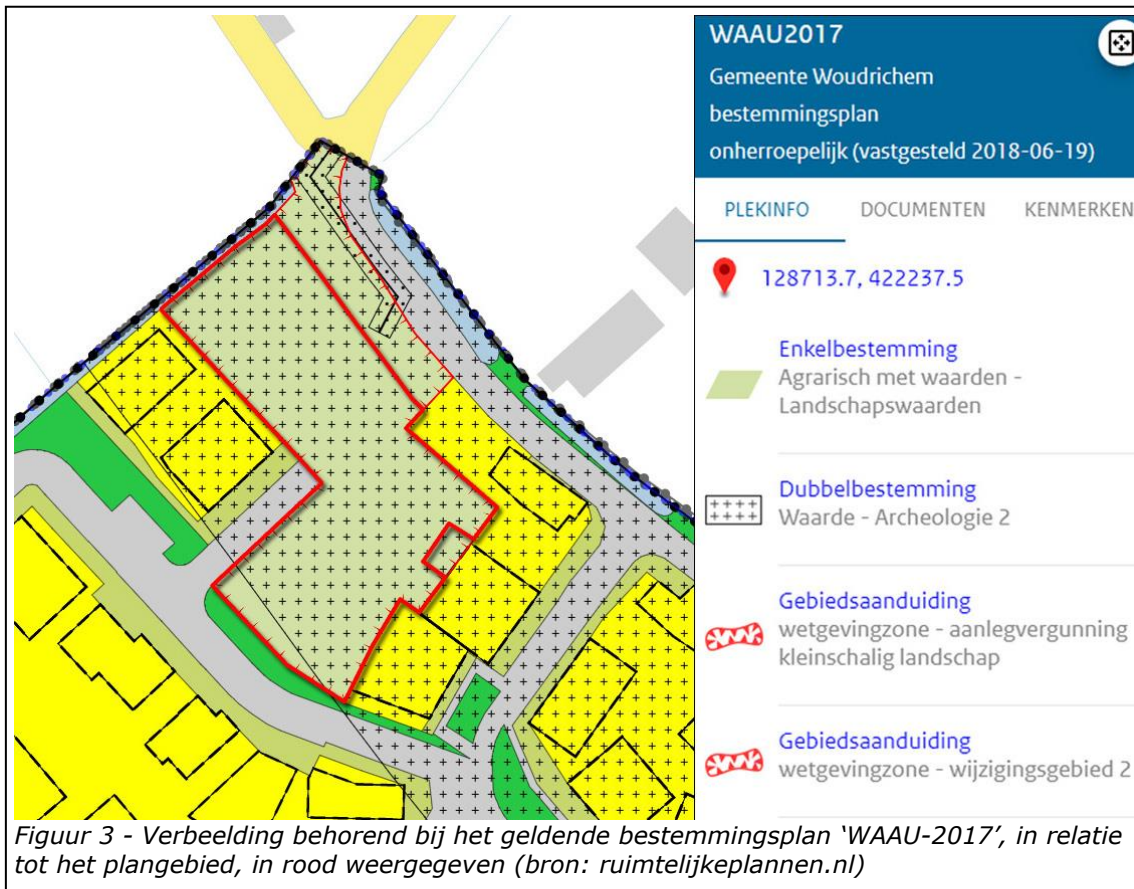 WAAU2017
Gemeente Woudrichem
bestemmingsplan
onherroepelijk (vastgesteld 2018-06-19)
PLEKINFO DOCUMENTEN KENMERKEN
128713.7, 422237.5
Enkelbestemming
Agrarisch met waarden -
Landschapswaarden
Dubbelbestemming
Waarde - Archeologie 2
Gebiedsaanduiding
wetgevingzone - aanlegvergunning
kleinschalig landschap
Gebiedsaanduiding
wetgevingzone - wijzigingsgebied 2
Figuur 3 - Verbeelding behorend bij het geldende bestemmingsplan ‘WAAU-2017’, in relatie
tot het plangebied, in rood weergegeven (bron: ruimtelijkeplannen.nl)